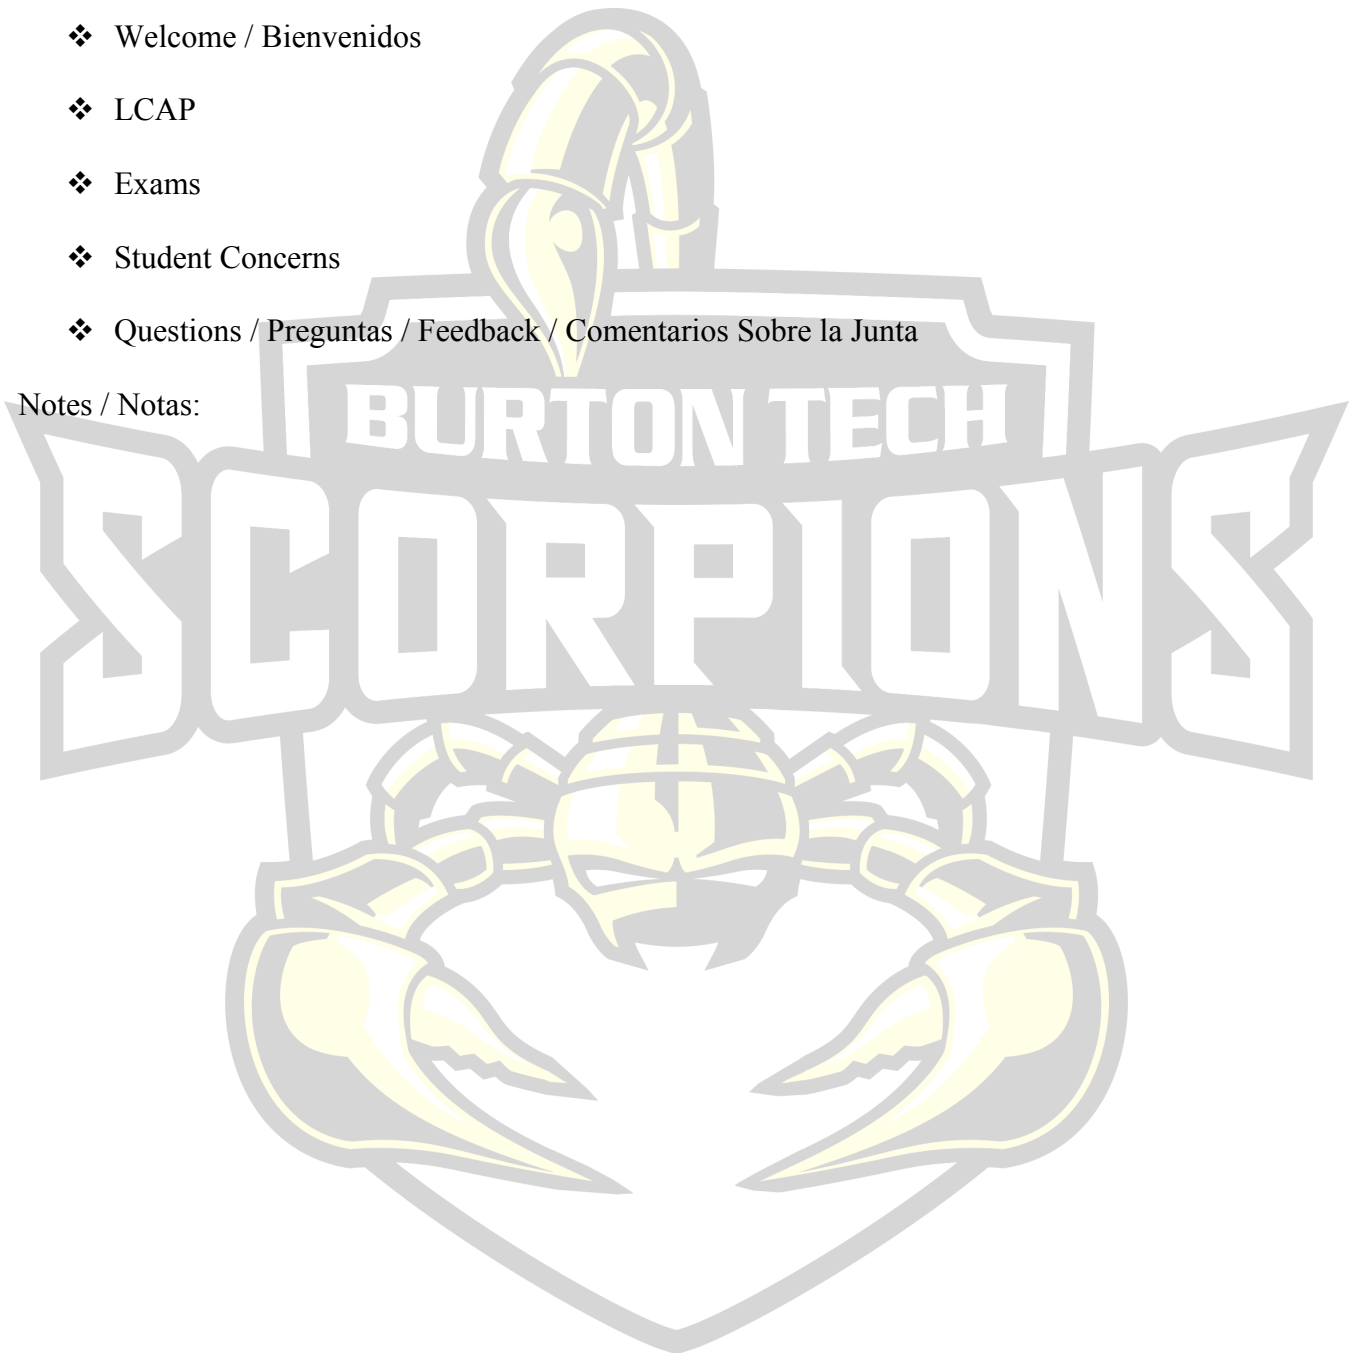 ❖ Welcome / Bienvenidos
❖ LCAP
❖ Exams
❖ Student Concerns
❖ Questions / Preguntas / Feedback / Comentarios Sobre la Junta
Notes / Notas:
BURTON TECH
SCORPIONS